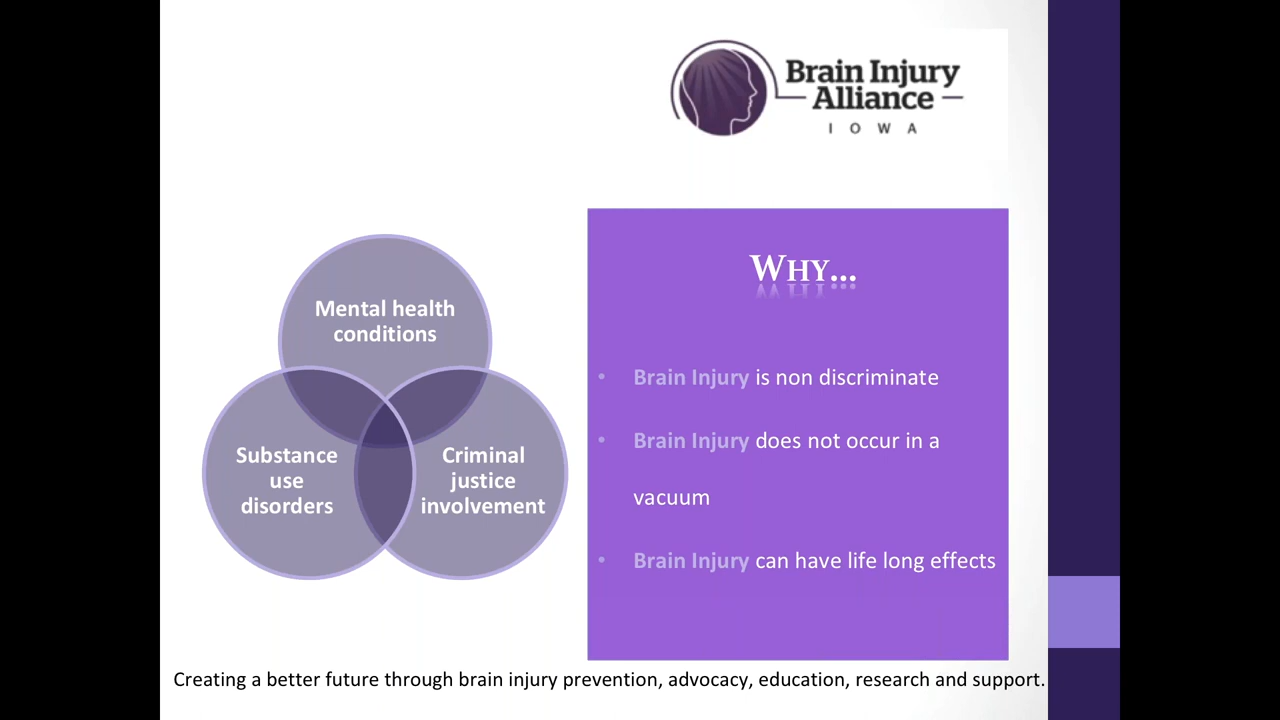 Brain Injury
Alliance
IOWA
Mental health
conditions
Substance
use
disorders
Criminal
justice
involvement
WHY...
• Brain Injury is non discriminate
• Brain Injury does not occur in a
vacuum
• Brain Injury can have life long effects
Creating a better future through brain injury prevention, advocacy, education, research and support.